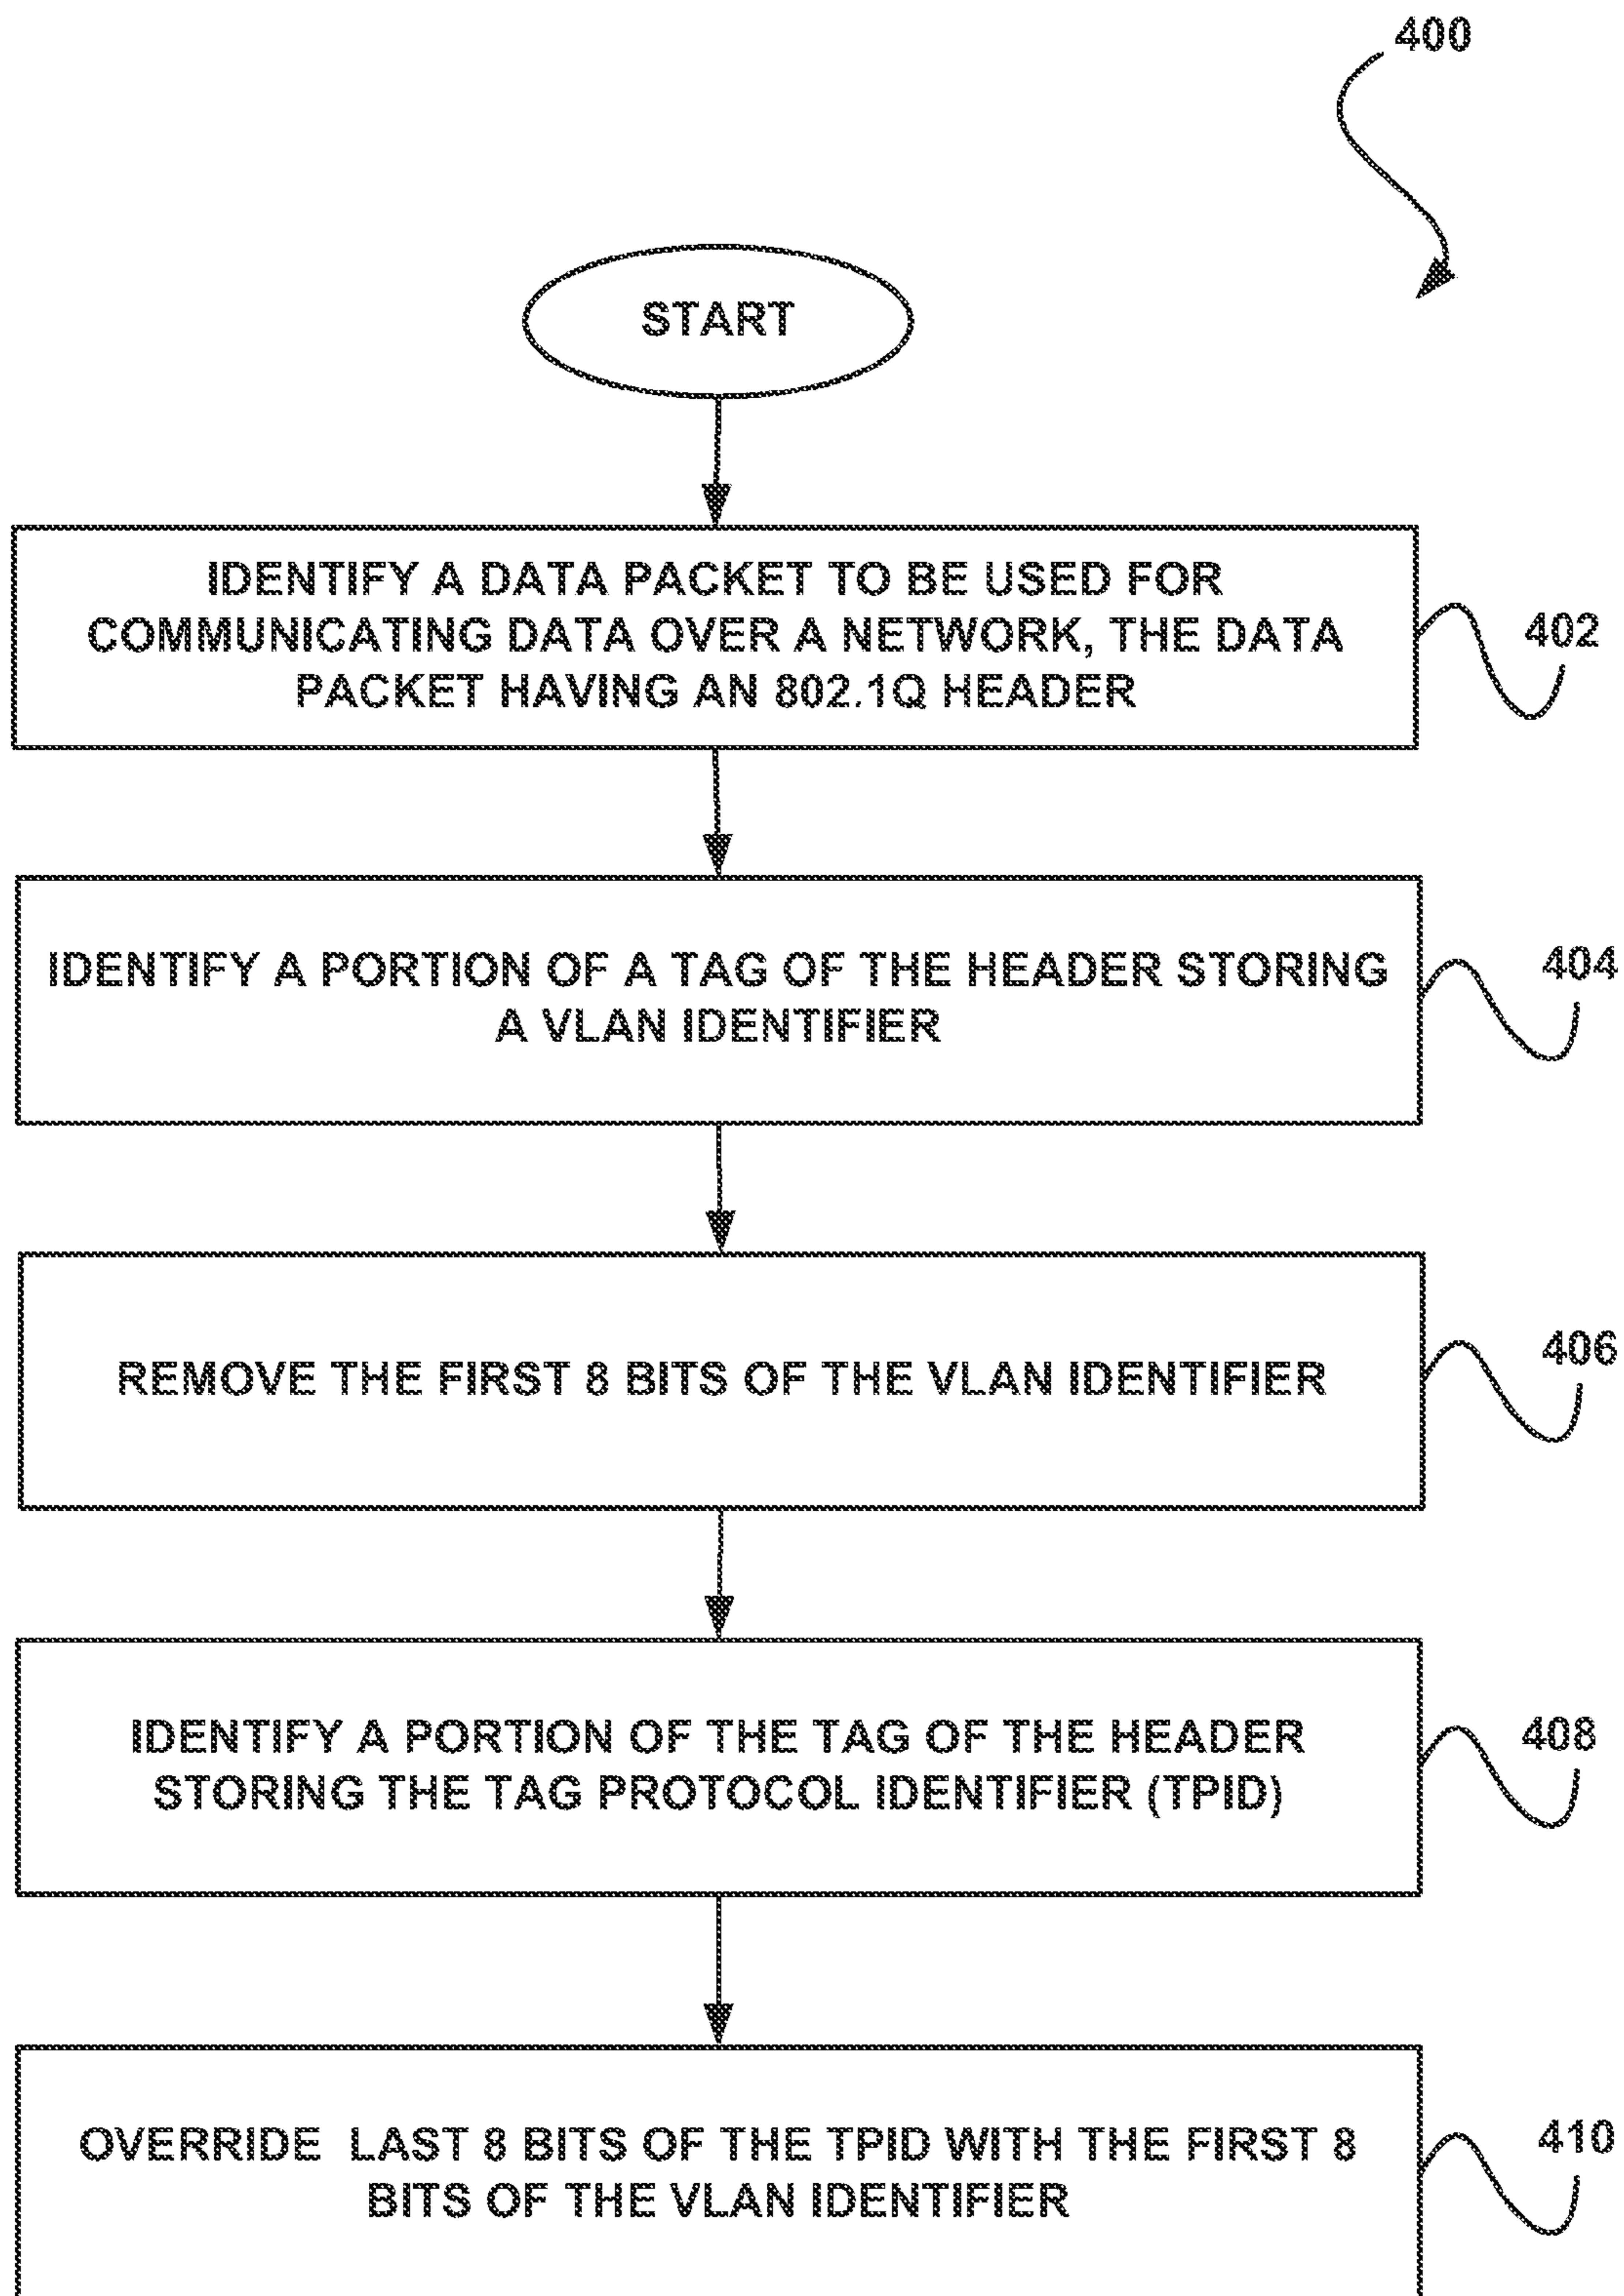 400
START
IDENTIFY A DATA PACKET TO BE USED FOR
COMMUNICATING DATA OVER A NETWORK, THE DATA
PACKET HAVING AN 802.1Q HEADER
402
IDENTIFY A PORTION OF A TAG OF THE HEADER STORING
A VLAN IDENTIFIER
404
REMOVE THE FIRST 8 BITS OF THE VLAN IDENTIFIER
406
IDENTIFY A PORTION OF THE TAG OF THE HEADER
STORING THE TAG PROTOCOL IDENTIFIER (TPID)
408
OVERRIDE LAST 8 BITS OF THE TPID WITH THE FIRST 8
BITS OF THE VLAN IDENTIFIER
410